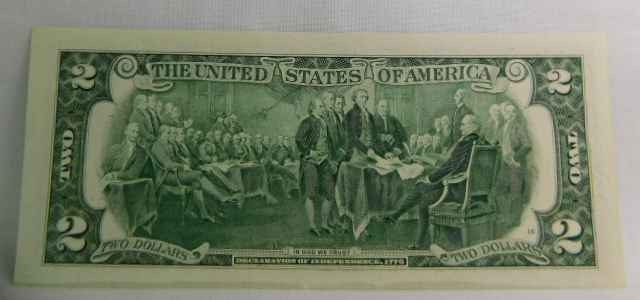 2 THE UNITED STATES OF AMERICA 2
TWO TWO
2 TWO DOLLARS IN GOD WE TRUST TWO DOLLARS 2
DECLARATION OF INDEPENDENCE, 1776